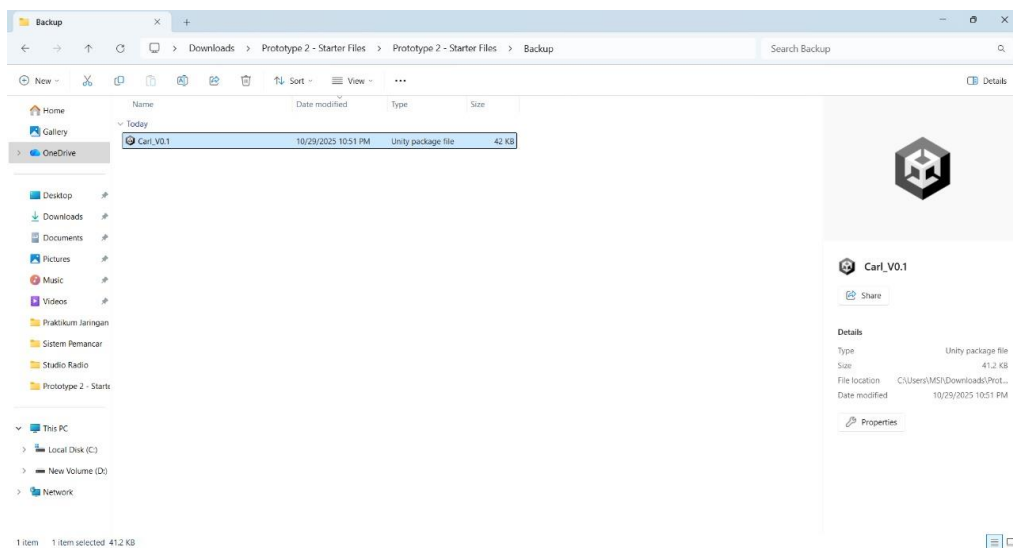 Backup
Downloads > Prototype 2 - Starter Files > Prototype 2 - Starter Files > Backup
Search Backup
New
Sort
View
Details
Home
Gallery
OneDrive
Desktop
Downloads
Documents
Pictures
Music
Videos
Praktikum Jaringan
Sistem Pemancar
Studio Radio
Prototype 2 - Starte
This PC
Local Disk (C:)
New Volume (D:)
Network
Name Date modified Type Size
Today
Carl_V0.1 10/29/2025 10:51 PM Unity package file 42 KB
Carl_V0.1
Share
Details
Type Unity package file
Size 41.2 KB
File location C:\Users\MSI\Downloads\Prot...
Date modified 10/29/2025 10:51 PM
Properties
1 item 1 item selected 41.2 KB